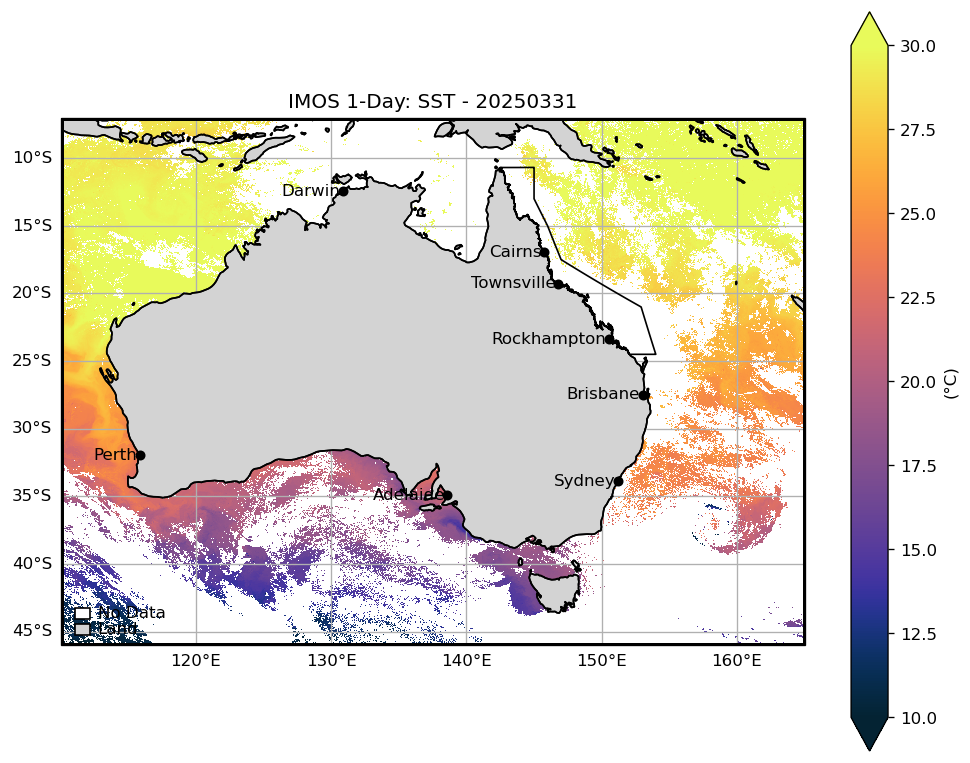 IMOS 1-Day: SST - 20250331
10°S
15°S
20°S
25°S
30°S
35°S
40°S
45°S
Darwin
Cairns
Townsville
Rockhampton
Brisbane
Perth
Sydney
Adelaide
No Data
Land
120°E
130°E
140°E
150°E
160°E
30.0
27.5
25.0
22.5
20.0
17.5
15.0
12.5
10.0
(°C)